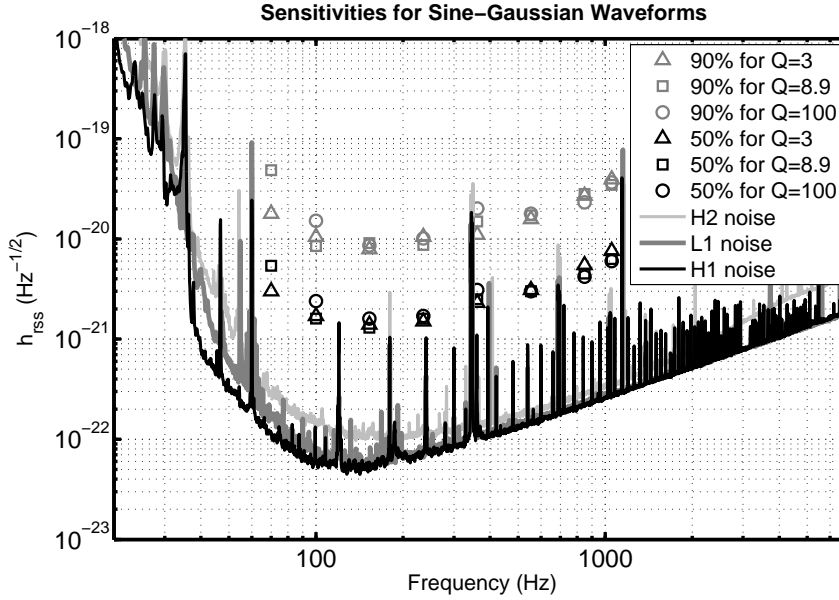 Sensitivities for Sine−Gaussian Waveforms
10−18
10−19
10−20
10−21
10−22
10−23
hrss (Hz−1/2)
90% for Q=3
90% for Q=8.9
90% for Q=100
50% for Q=3
50% for Q=8.9
50% for Q=100
H2 noise
L1 noise
H1 noise
100
1000
Frequency (Hz)